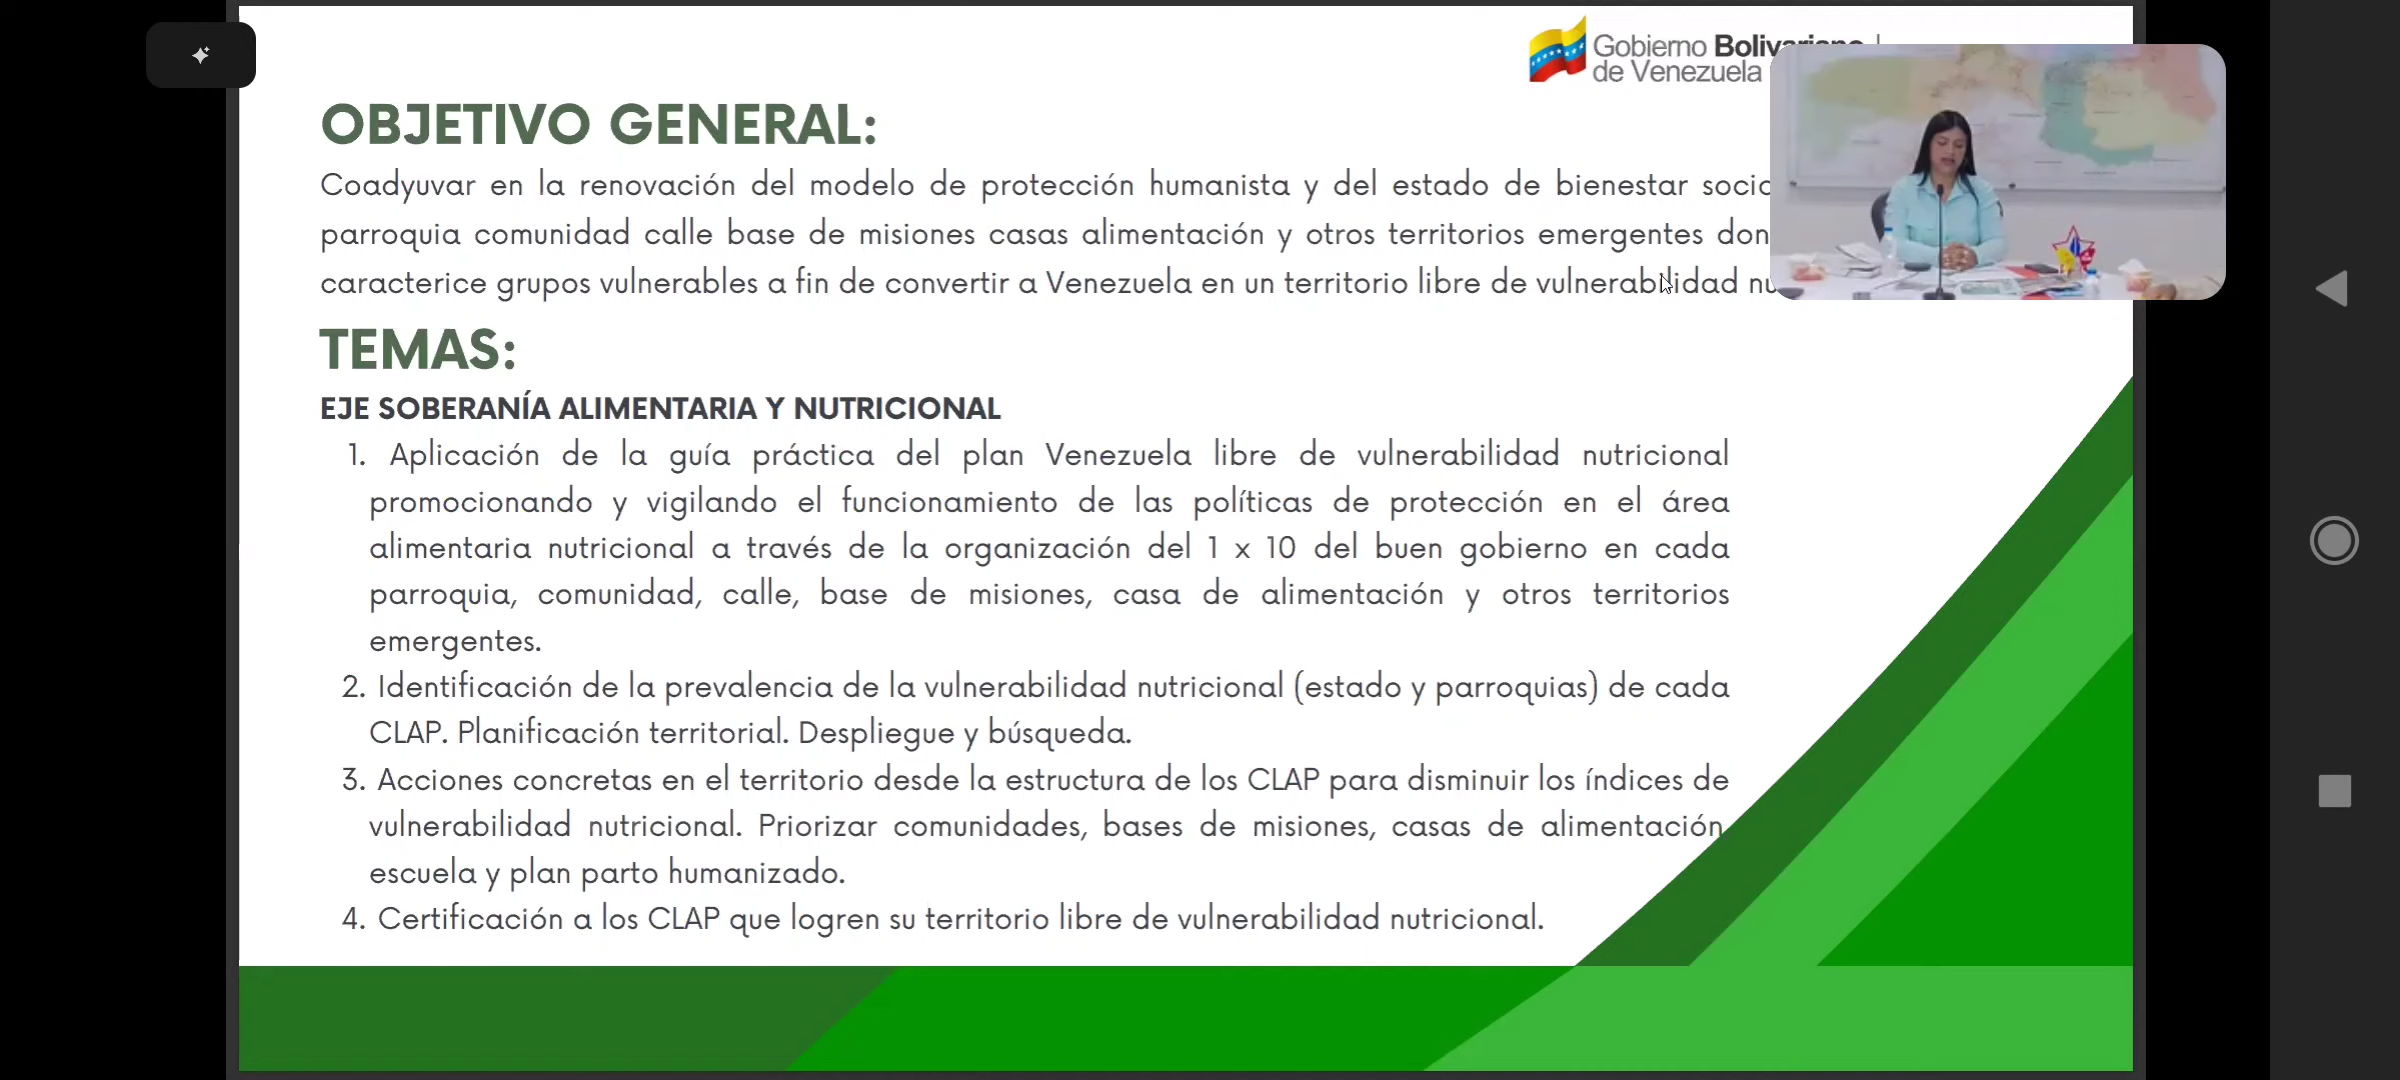 Gobierno Bolivariano
de Venezuela
OBJETIVO GENERAL:
Coadyuvar en la renovación del modelo de protección humanista y del estado de bienestar
parroquia comunidad calle base de misiones casas alimentación y otros territorios emergentes
caracterice grupos vulnerables a fin de convertir a Venezuela en un territorio libre de vulnerabilidad
TEMAS:
EJE SOBERANÍA ALIMENTARIA Y NUTRICIONAL
1. Aplicación de la guía práctica del plan Venezuela libre de vulnerabilidad nutricional
promocionando y vigilando el funcionamiento de las políticas de protección en el área
alimentaria nutricional a través de la organización del 1 x 10 del buen gobierno en cada
parroquia, comunidad, calle, base de misiones, casa de alimentación y otros territorios
emergentes.
2. Identificación de la prevalencia de la vulnerabilidad nutricional (estado y parroquias) de cada
CLAP. Planificación territorial. Despliegue y búsqueda.
3. Acciones concretas en el territorio desde la estructura de los CLAP para disminuir los índices de
vulnerabilidad nutricional. Priorizar comunidades, bases de misiones, casas de alimentación,
escuela y plan parto humanizado.
4. Certificación a los CLAP que logren su territorio libre de vulnerabilidad nutricional.